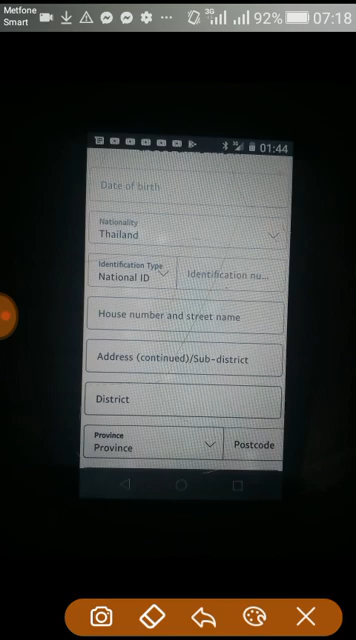 Metfone
Smart
3G
92%
07:18
01:44
Date of birth
Nationality
Thailand
Identification Type
National ID
Identification nu...
House number and street name
Address (continued)/Sub-district
District
Province
Province
Postcode